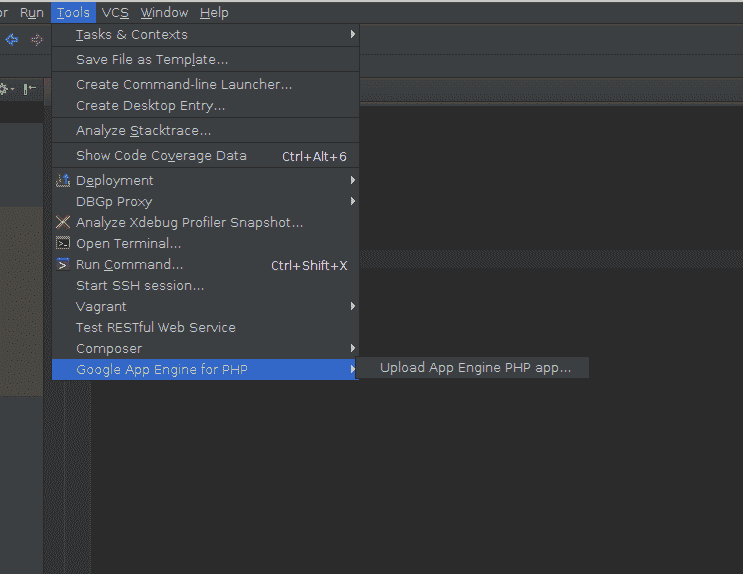 Run Tools VCS Window Help
Tasks & Contexts
Save File as Template...
Create Command-line Launcher...
Create Desktop Entry...
Analyze Stacktrace...
Show Code Coverage Data Ctrl+Alt+6
Deployment
DBGp Proxy
Analyze Xdebug Profiler Snapshot...
Open Terminal...
Run Command... Ctrl+Shift+X
Start SSH session...
Vagrant
Test RESTful Web Service
Composer
Google App Engine for PHP
Upload App Engine PHP app...